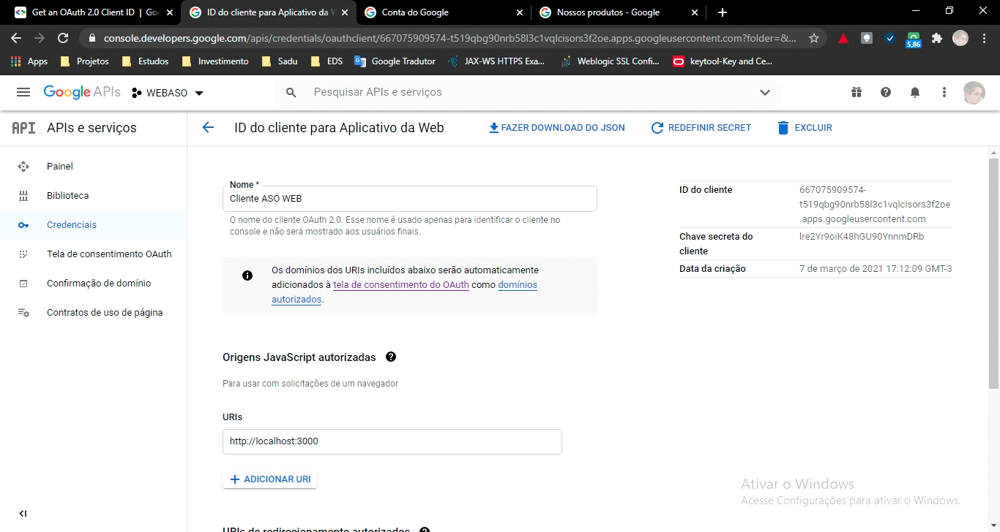 Get an OAuth 2.0 Client ID | Go
ID do cliente para Aplicativo da W
Conta do Google
Nossos produtos - Google
console.developers.google.com/apis/credentials/oauthclient/667075909574-t519qbg90nrb58l3c1vqlcisors3f2oe.apps.googleusercontent.com?folder=&...
5,86
Apps
Projetos
Estudos
Investimento
Sadu
EDS
Google Tradutor
JAX-WS HTTPS Exa...
Weblogic SSL Confi...
keytool-Key and Ce...
Google APIs
WEBASO
Pesquisar APIs e serviços
API APIs e serviços
ID do cliente para Aplicativo da Web
FAZER DOWNLOAD DO JSON
REDEFINIR SECRET
EXCLUIR
Painel
Biblioteca
Credenciais
Tela de consentimento OAuth
Confirmação de domínio
Contratos de uso de página
Nome *
Cliente ASO WEB
O nome do cliente OAuth 2.0. Esse nome é usado apenas para identificar o cliente no
console e não será mostrado aos usuários finais.
Os domínios dos URIs incluídos abaixo serão automaticamente
adicionados à tela de consentimento do OAuth como domínios
autorizados.
Origens JavaScript autorizadas
Para usar com solicitações de um navegador
URIs
http://localhost:3000
ADICIONAR URI
URIs de redirecionamento autorizados
ID do cliente
667075909574-
t519qbg90nrb58l3c1vqlcisors3f2oe
.apps.googleusercontent.com
Chave secreta do
cliente
Ire2Yr9oiK48hGU90YnnmDRb
Data da criação
7 de março de 2021 17:12:09 GMT-3
Ativar o Windows
Acesse Configurações para ativar o Windows.